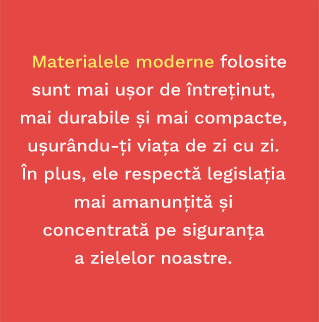 Materialele moderne folosite
sunt mai ușor de întreținut,
mai durabile și mai compacte,
ușurându-ți viața de zi cu zi.
În plus, ele respectă legislația
mai amanunțită și
concentrată pe siguranța
a zielelor noastre.